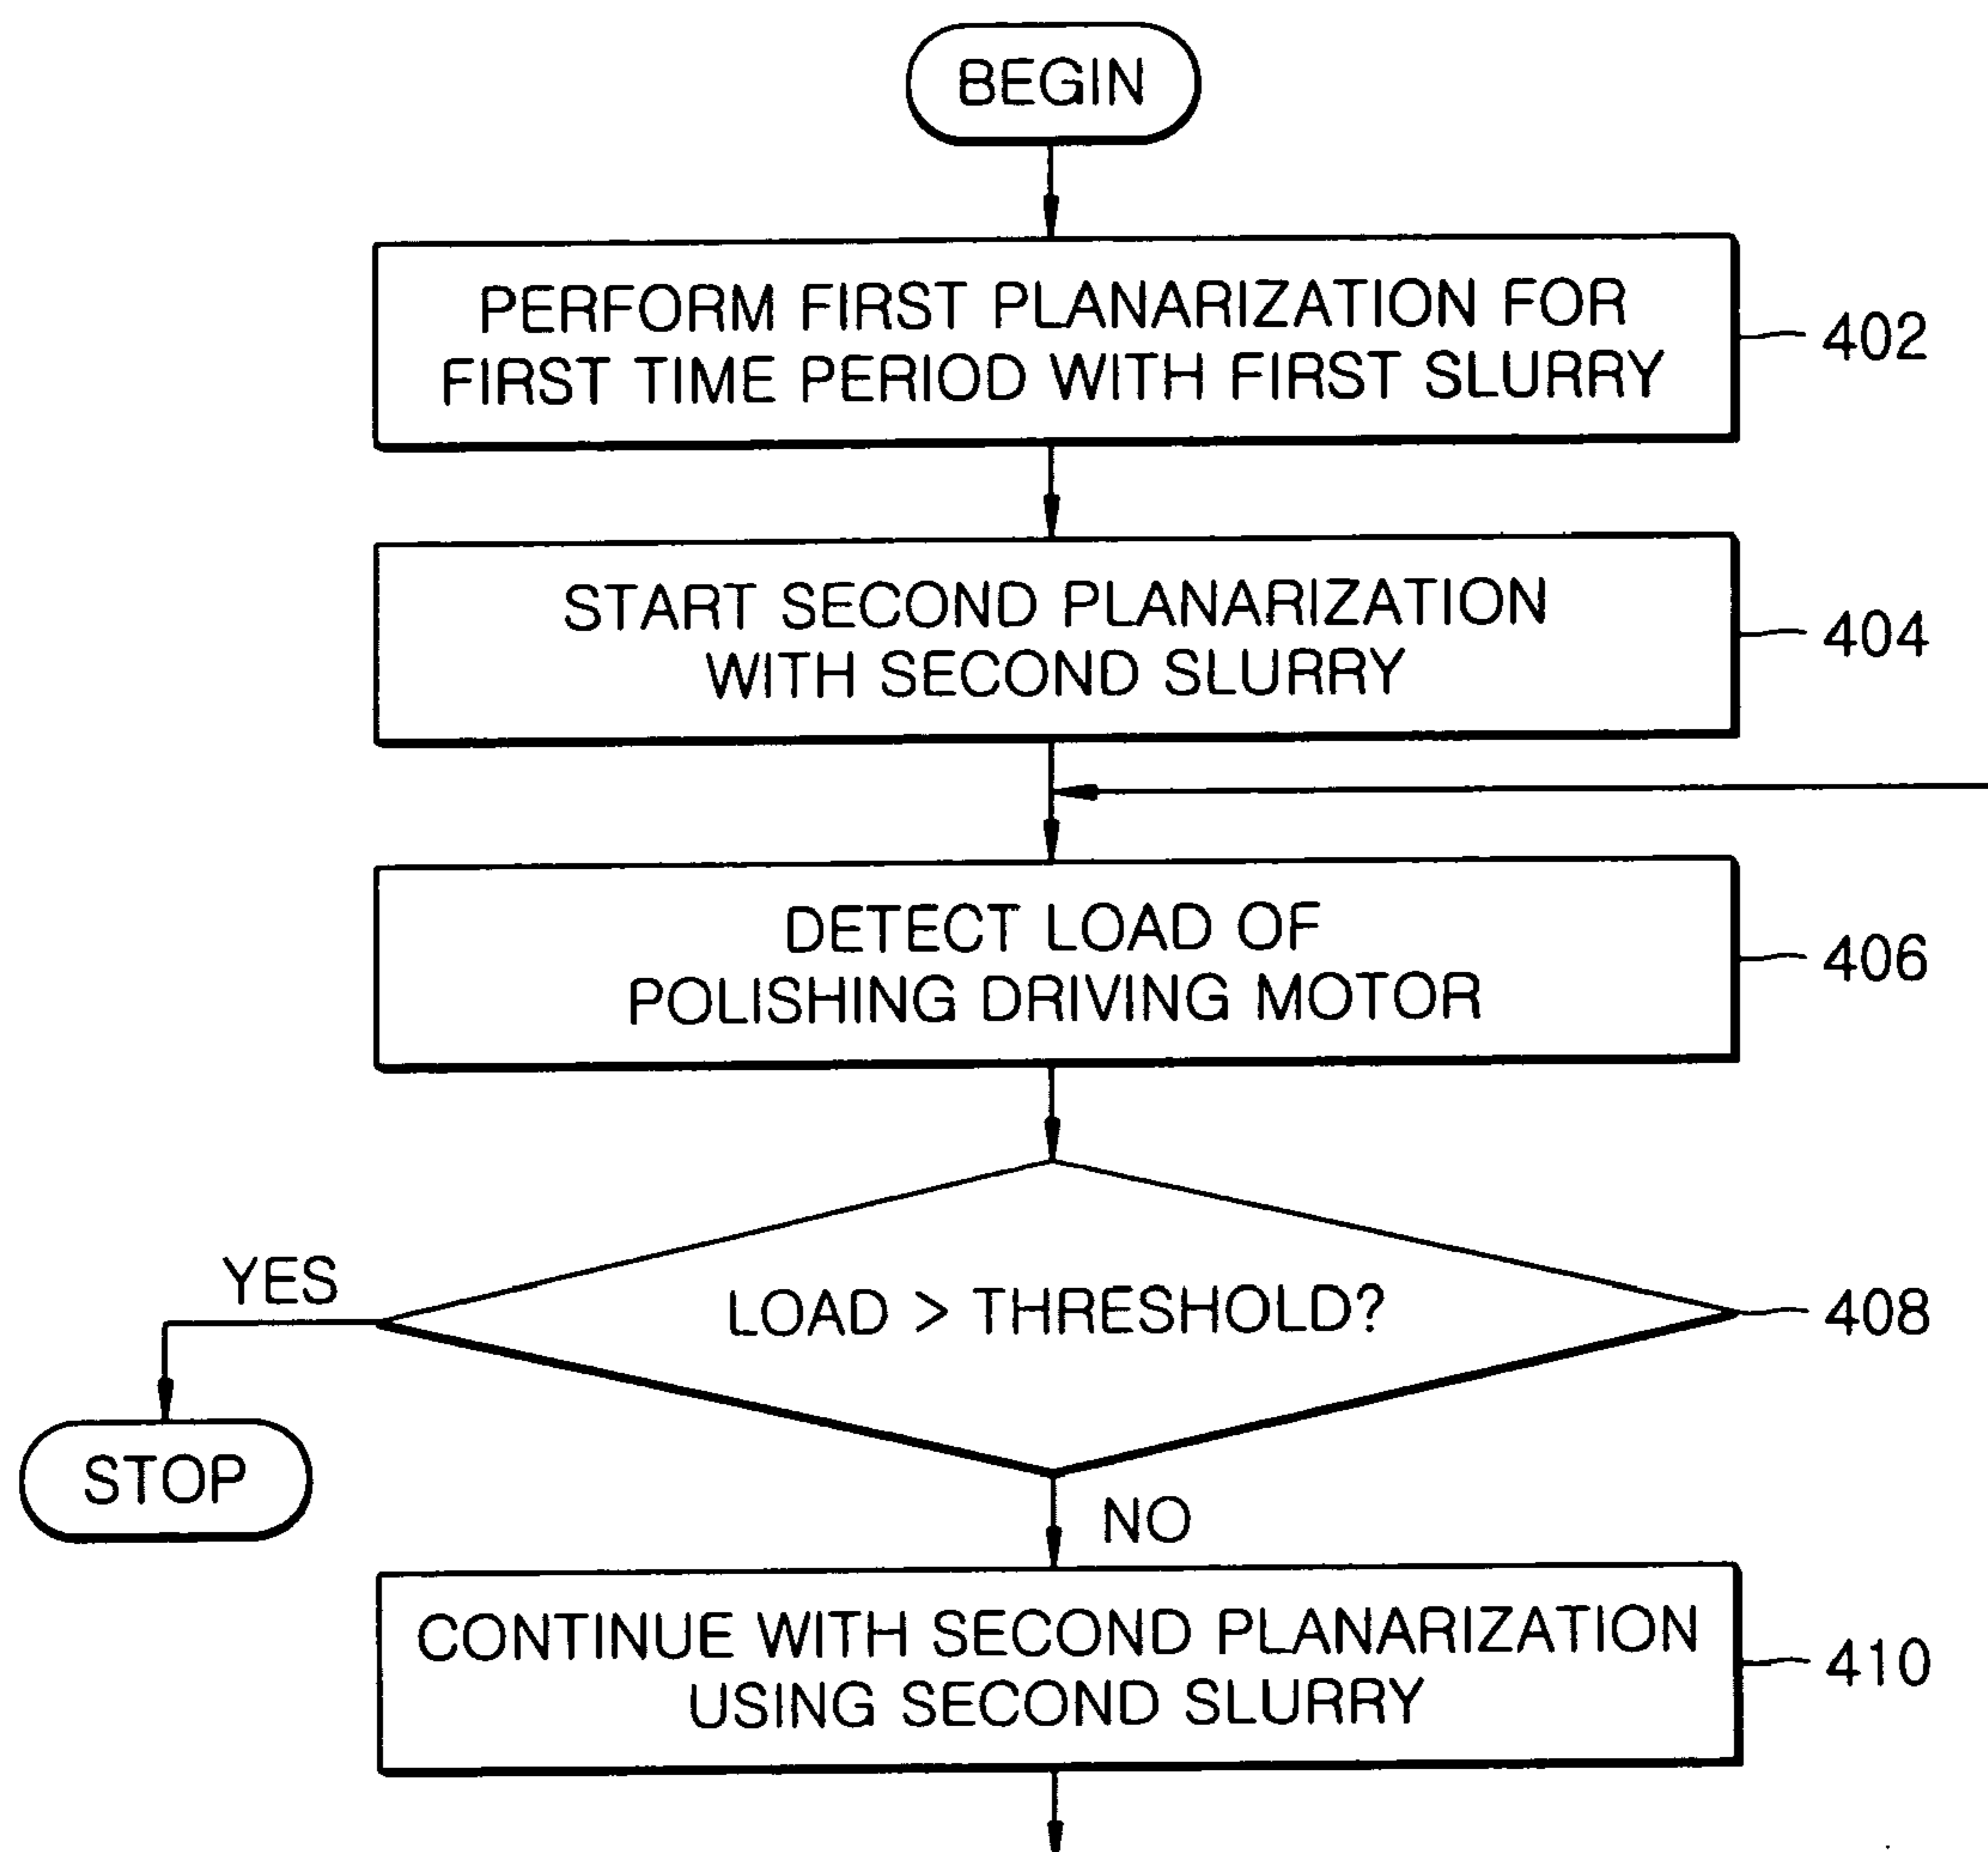 BEGIN
PERFORM FIRST PLANARIZATION FOR
FIRST TIME PERIOD WITH FIRST SLURRY
402
START SECOND PLANARIZATION
WITH SECOND SLURRY
404
DETECT LOAD OF
POLISHING DRIVING MOTOR
406
YES
LOAD > THRESHOLD?
408
STOP
NO
CONTINUE WITH SECOND PLANARIZATION
USING SECOND SLURRY
410